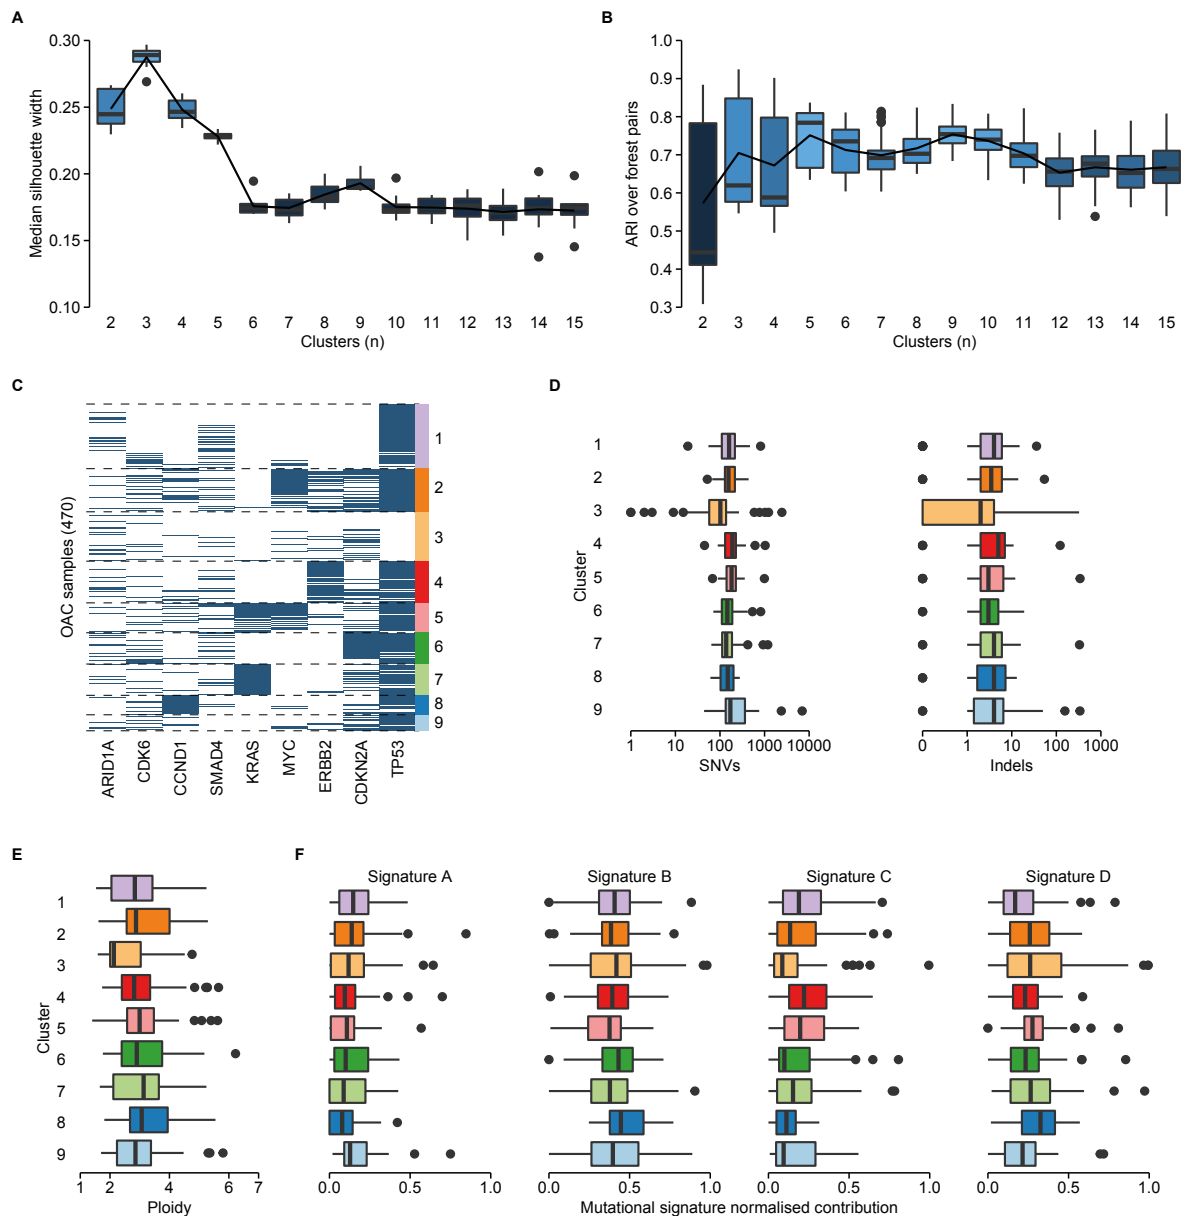 A
Median silhouette width
0.30
0.25
0.20
0.15
0.10
2 3 4 5 6 7 8 9 10 11 12 13 14 15
Clusters (n)
B
ARI over forest pairs
1.0
0.9
0.8
0.7
0.6
0.5
0.4
0.3
2 3 4 5 6 7 8 9 10 11 12 13 14 15
Clusters (n)
C
OAC samples (470)
1
2
3
4
5
6
7
8
9
ARID1A
CDK6
CCND1
SMAD4
KRAS
MYC
ERBB2
CDKN2A
TP53
D
Cluster
1
2
3
4
5
6
7
8
9
1 10 100 1000 10000
SNVs
0 1 10 100 1000
Indels
E
Cluster
1
2
3
4
5
6
7
8
9
1 2 4 6 7
Ploidy
F
Signature A
Signature B
Signature C
Signature D
0.0 0.5 1.0
0.0 0.5 1.0
0.0 0.5 1.0
0.0 0.5 1.0
Mutational signature normalised contribution